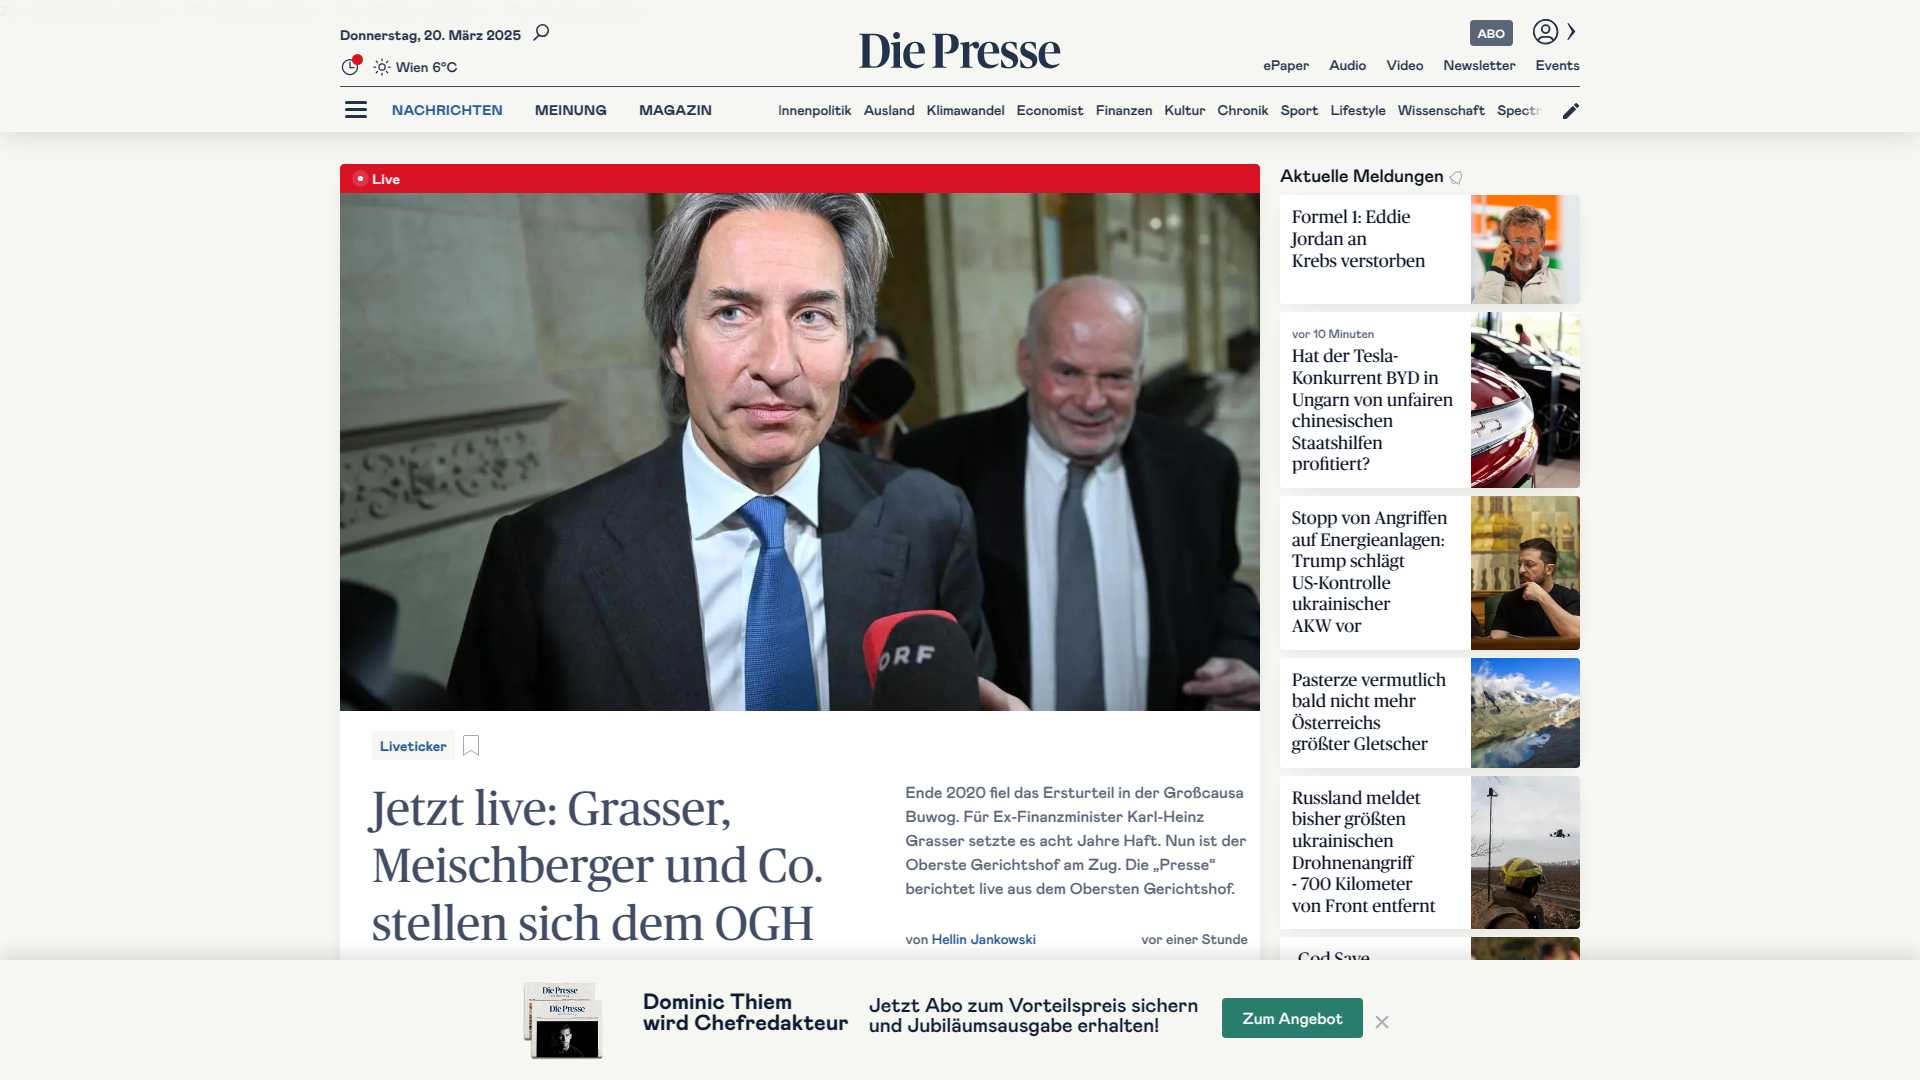 Donnerstag, 20. März 2025
Wien 6°C
Die Presse
ABO
ePaper Audio Video Newsletter Events
NACHRICHTEN MEINUNG MAGAZIN
Innenpolitik Ausland Klimawandel Economist Finanzen Kultur Chronik Sport Lifestyle Wissenschaft
Live
ORF
Liveticker
Jetzt live: Grasser,
Meischberger und Co.
stellen sich dem OGH
Ende 2020 fiel das Ersturteil in der Großcausa
Buwog. Für Ex-Finanzminister Karl-Heinz
Grasser setzte es acht Jahre Haft. Nun ist der
Oberste Gerichtshof am Zug. Die „Presse“
berichtet live aus dem Obersten Gerichtshof.
von Hellin Jankowski
vor einer Stunde
Aktuelle Meldungen
Formel 1: Eddie
Jordan an
Krebs verstorben
vor 10 Minuten
Hat der Tesla-
Konkurrent BYD in
Ungarn von unfairen
chinesischen
Staatshilfen
profitiert?
Stopp von Angriffen
auf Energieanlagen:
Trump schlägt
US-Kontrolle
ukrainischer
AKW vor
Pasterze vermutlich
bald nicht mehr
Österreichs
größter Gletscher
Russland meldet
bisher größten
ukrainischen
Drohnenangriff
- 700 Kilometer
von Front entfernt
God Save
Die Presse
Die Presse
Dominic Thiem
wird Chefredakteur
Jetzt Abo zum Vorteilspreis sichern
und Jubiläumsausgabe erhalten!
Zum Angebot